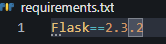 requirements.txt
1 Flask==2.3.2